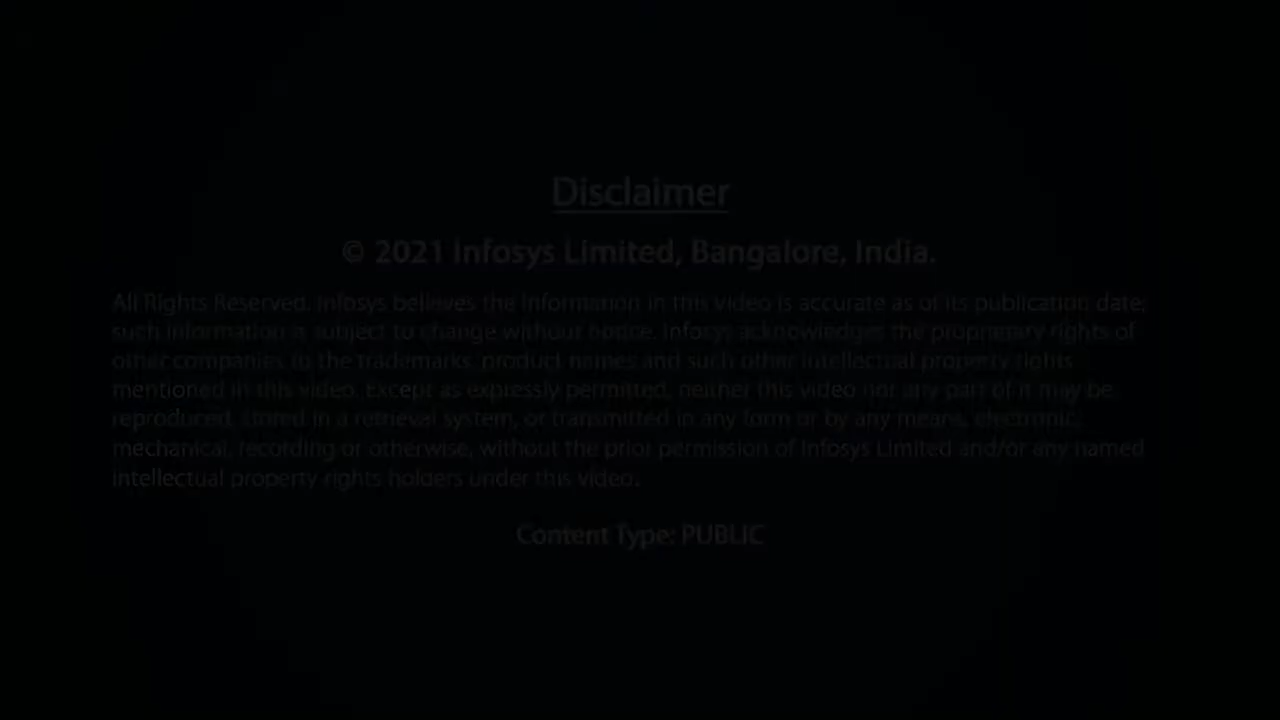 Disclaimer
© 2021 Infosys Limited, Bangalore, India.
All Rights Reserved. Infosys believes the information in this video is accurate as of its publication date;
such information is subject to change without notice. Infosys acknowledges the proprietary rights of
other companies to the trademarks, product names and such other intellectual property rights
mentioned in this video. Except as expressly permitted, neither this video nor any part of it may be
reproduced, stored in a retrieval system, or transmitted in any form or by any means, electronic,
mechanical, recording or otherwise, without the prior permission of Infosys Limited and/or any named
intellectual property rights holders under this video.
Content Type: PUBLIC